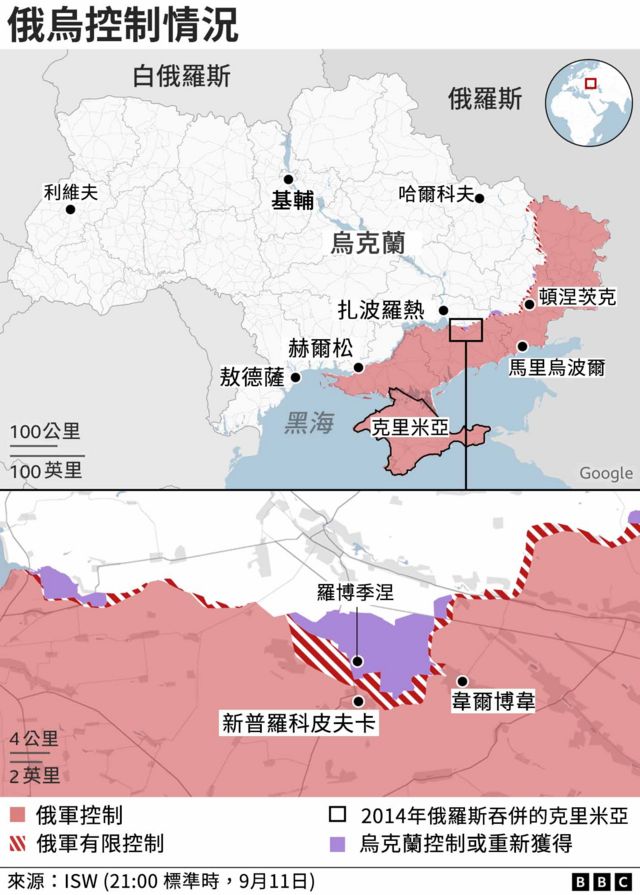 俄烏控制情況
白俄羅斯
俄羅斯
利維夫
基輔
哈爾科夫
烏克蘭
頓涅茨克
扎波羅熱
赫爾松
馬里烏波爾
敖德薩
黑海
克里米亞
100公里
100英里
Google
羅博季涅
韋爾博韋
新普羅科皮夫卡
4公里
2英里
俄軍控制
2014年俄羅斯吞併的克里米亞
俄軍有限控制
烏克蘭控制或重新獲得
來源：ISW (21:00 標準時，9月11日)
BBC